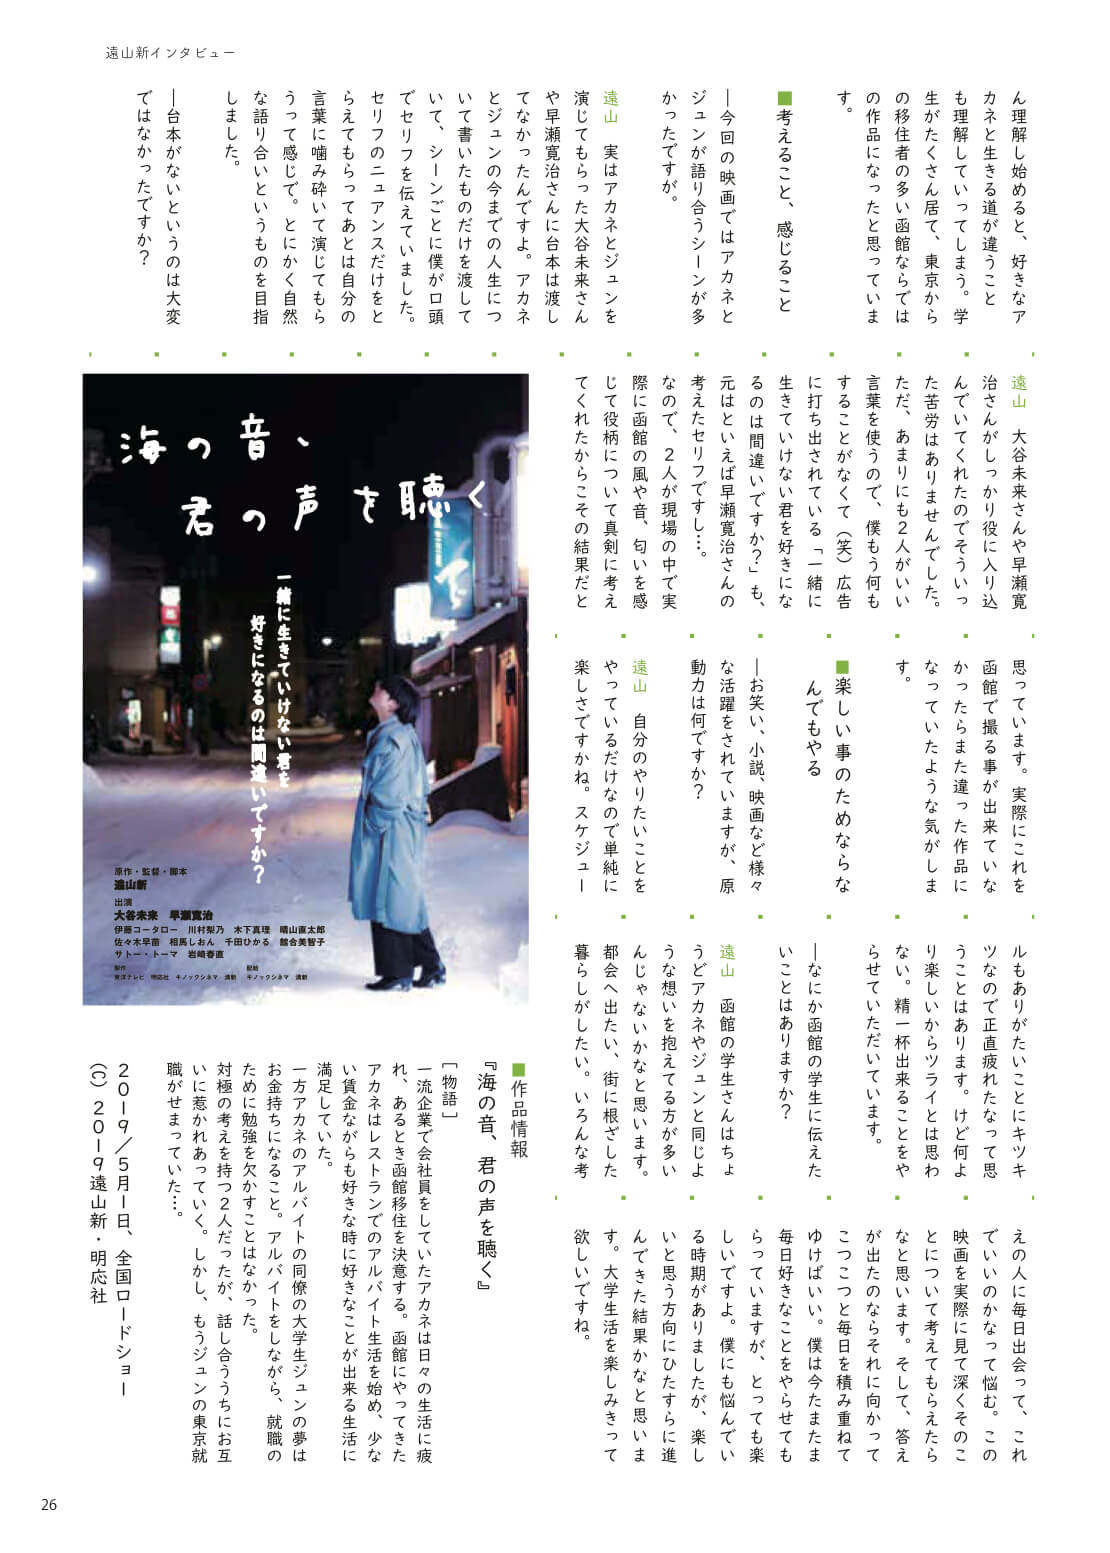 遠山新インタビュー
ん理解し始めると、好きなア
カネと生きる道が違うこと
も理解していってしまう。学
生がたくさん居て、東京から
の移住者の多い函館ならでは
の作品になったと思っていま
す。
■考えること、感じること
―今回の映画ではアカネと
ジュンが語り合うシーンが多
かったですが。
遠山　実はアカネとジュンを
演じてもらった大谷未来さん
や早瀬寛治さんに台本は渡し
てなかったんですよ。アカネ
とジュンの今までの人生につ
いて書いたものだけを渡して
いて、シーンごとに僕が口頭
でセリフを伝えていました。
セリフのニュアンスだけをと
らえてもらってあとは自分の
言葉に噛み砕いて演じてもら
うって感じで。とにかく自然
な語り合いというものを目指
しました。
―台本がないというのは大変
ではなかったですか？
遠山　大谷未来さんや早瀬寛
治さんがしっかり役に入り込
んでいてくれたのでそういっ
た苦労はありませんでした。
ただ、あまりにも２人がいい
言葉を使うので、僕もう何も
することがなくて（笑）広告
に打ち出されている「一緒に
生きていけない君を好きにな
るのは間違いですか？」も、
元はといえば早瀬寛治さんの
考えたセリフですし…。
なので、２人が現場の中で実
際に函館の風や音、匂いを感
じて役柄について真剣に考え
てくれたからこその結果だと
思っています。実際にこれを
函館で撮る事が出来ていな
かったらまた違った作品に
なっていたような気がしま
す。
■楽しい事のためならな
んでもやる
―お笑い、小説、映画など様々
な活躍をされていますが、原
動力は何ですか？
遠山　自分のやりたいことを
やっているだけなので単純に
楽しさですかね。スケジュー
ルもありがたいことにキツキ
ツなので正直疲れたなって思
うことはあります。けど何よ
り楽しいからツライとは思わ
ない。精一杯出来ることをや
らせていただいています。
―なにか函館の学生に伝えた
いことはありますか？
遠山　函館の学生さんはちょ
うどアカネやジュンと同じよ
うな想いを抱えてる方が多い
んじゃないかなと思います。
都会へ出たい、街に根ざした
暮らしがしたい。いろんな考
えの人に毎日出会って、これ
でいいのかなって悩む。この
映画を実際に見て深くそのこ
とについて考えてもらえたら
なと思います。そして、答え
が出たのならそれに向かって
こつこつと毎日を積み重ねて
ゆけばいい。僕は今たまたま
毎日好きなことをやらせても
らっていますが、とっても楽
しいですよ。僕にも悩んでい
る時期がありましたが、楽し
いと思う方向にひたすらに進
んできた結果かなと思いま
す。大学生活を楽しみきって
欲しいですね。
海の音、
君の声を聴く
一緒に生きていけない君を
好きになるのは間違いですか？
原作・監督・脚本
遠山新
出演
大谷未来　早瀬寛治
伊藤コータロー　川村梨乃　木下真理　晴山直太郎
佐々木早苗　相馬しおん　千田ひかる　館合美智子
サトー・トーマ　岩崎春直
製作
配給
■作品情報
『海の音、君の声を聴く』
［物語］
一流企業で会社員をしていたアカネは日々の生活に疲
れ、あるとき函館移住を決意する。函館にやってきた
アカネはレストランでのアルバイト生活を始め、少な
い賃金ながらも好きな時に好きなことが出来る生活に
満足していた。
一方アカネのアルバイトの同僚の大学生ジュンの夢は
お金持ちになること。アルバイトをしながら、就職の
ために勉強を欠かすことはなかった。
対極の考えを持つ２人だったが、話し合ううちにお互
いに惹かれあっていく。しかし、もうジュンの東京就
職がせまっていた…。
２０１９／５月１日、全国ロードショー
（C）２０１９遠山新・明応社
26